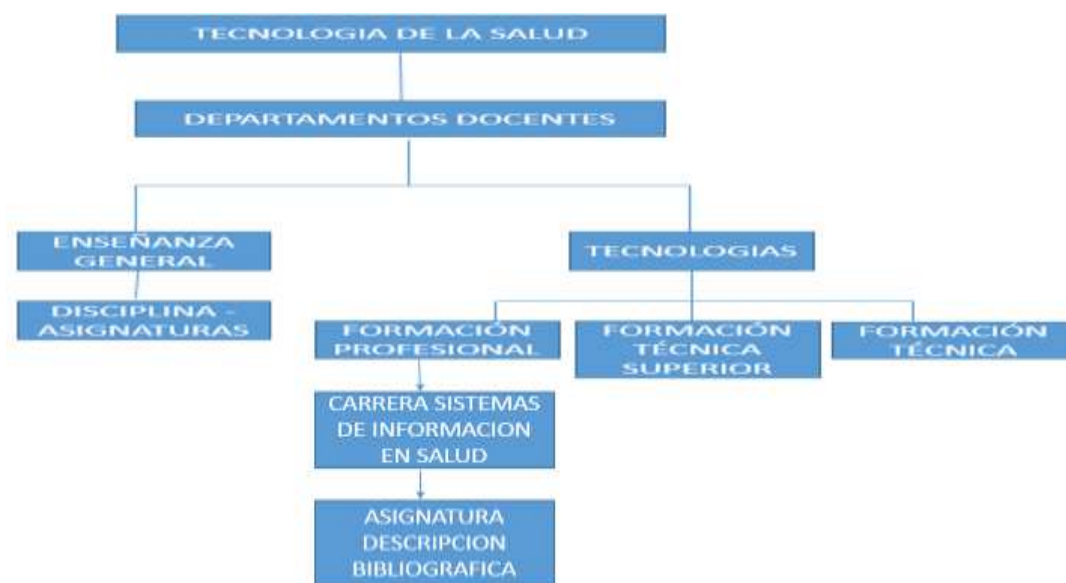 TECNOLOGIA DE LA SALUD
DEPARTAMENTOS DOCENTES
ENSEÑANZA
GENERAL
TECNOLOGIAS
DISCIPLINA -
ASIGNATURAS
FORMACIÓN
PROFESIONAL
FORMACIÓN
TÉCNICA
SUPERIOR
FORMACIÓN
TÉCNICA
CARRERA SISTEMAS
DE INFORMACION
EN SALUD
ASIGNATURA
DESCRIPCION
BIBLIOGRAFICA